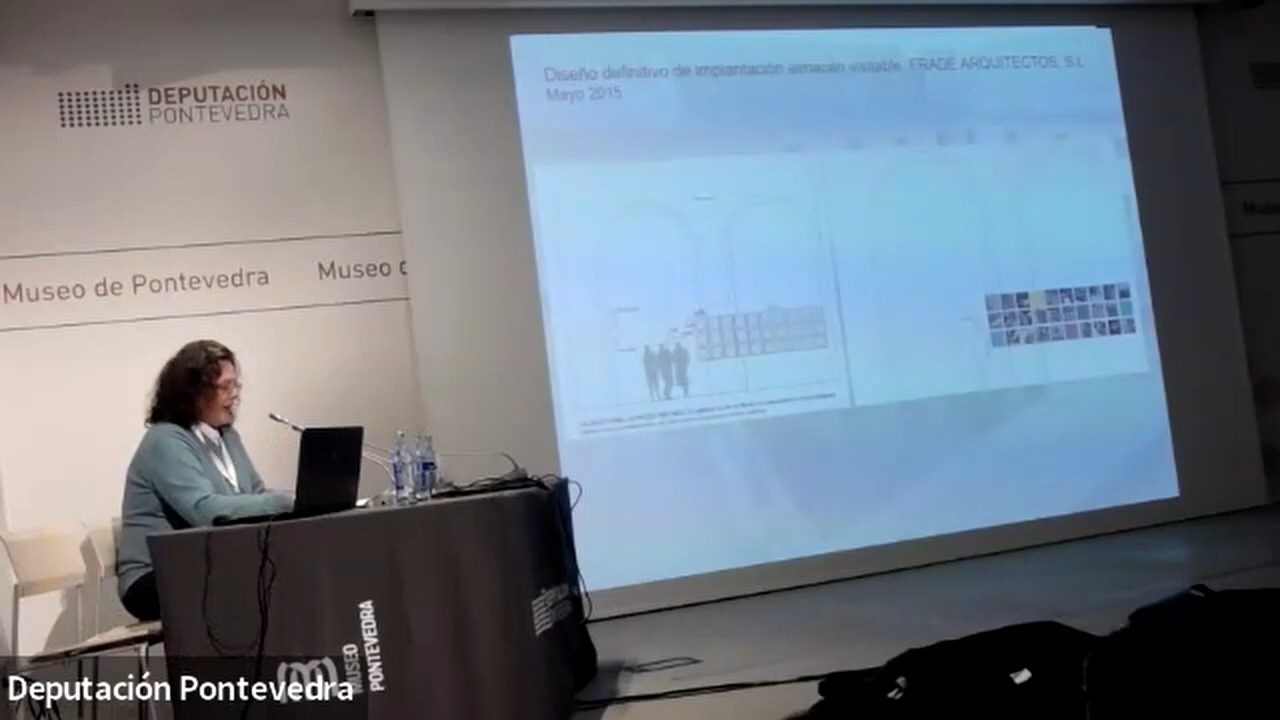 DEPUTACIÓN
PONTEVEDRA
Museo de Pontevedra
Museo d
Diseño definitivo de implantación almacén visitable. FRADE ARQUITECTOS, S.L.
Mayo 2015
MUSEO
PONTEVEDRA
Deputación Pontevedra